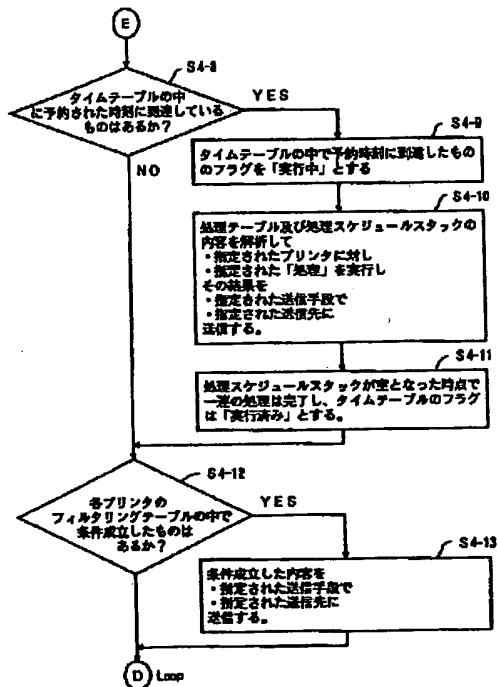 E
S4-8
タイムテーブルの中
に予約された時刻に到達している
ものはあるか？
YES
NO
S4-9
タイムテーブルの中で予約時刻に到達したもの
のフラグを「実行中」とする
S4-10
処理テーブル及び処理スケジュールスタックの
内容を解析して
・指定されたプリンタに対し
・指定された「処理」を実行し
その結果を
・指定された送信手段で
・指定された送信先に
送信する。
S4-11
処理スケジュールスタックが空となった時点で
一連の処理は完了し、タイムテーブルのフラグ
は「実行済み」とする。
S4-12
各プリンタの
フィルタリングテーブルの中で
条件成立したものは
あるか？
YES
S4-13
条件成立した内容を
・指定された送信手段で
・指定された送信先に
送信する。
D Loop